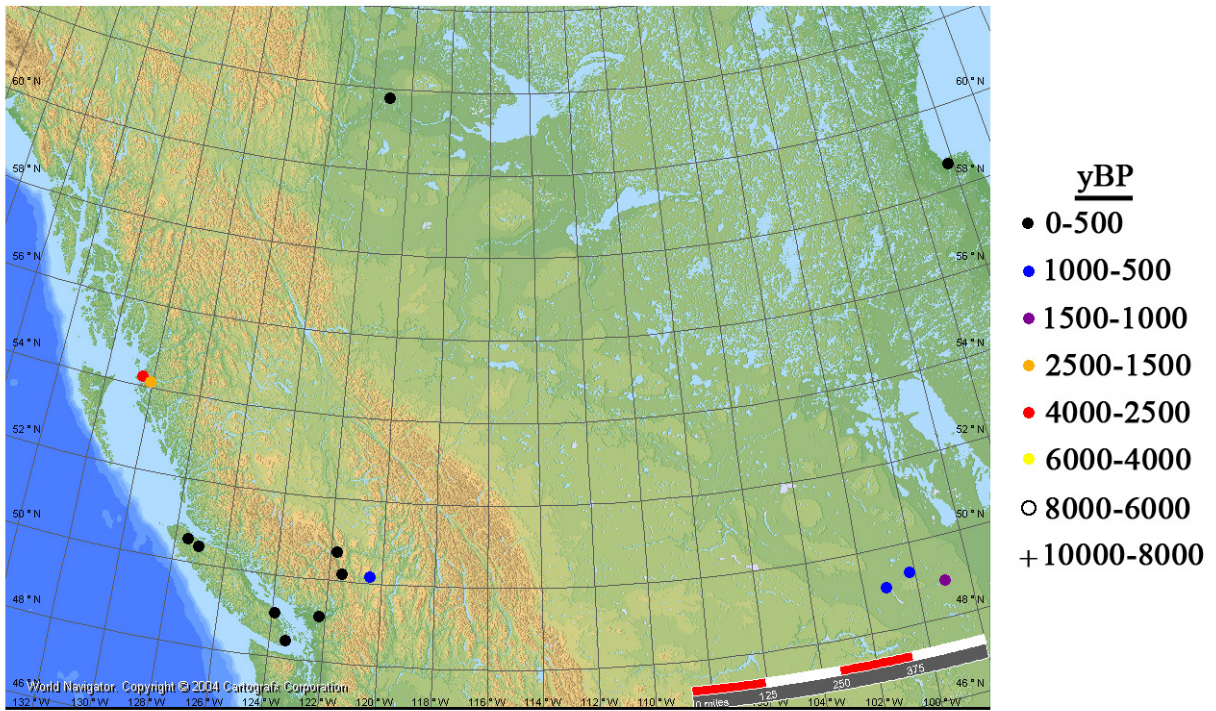 60°N
58°N
56°N
54°N
52°N
50°N
48°N
46°N
60°N
58°N
56°N
54°N
52°N
50°N
48°N
46°N
World Navigator. Copyright © 2004 Cartografx Corporation
132°W 130°W 128°W 126°W 124°W 122°W 120°W 118°W 116°W 114°W 112°W 110°W 108°W 104°W 102°W 100°W
0 miles 125 250 375
yBP
0-500
1000-500
1500-1000
2500-1500
4000-2500
6000-4000
8000-6000
10000-8000